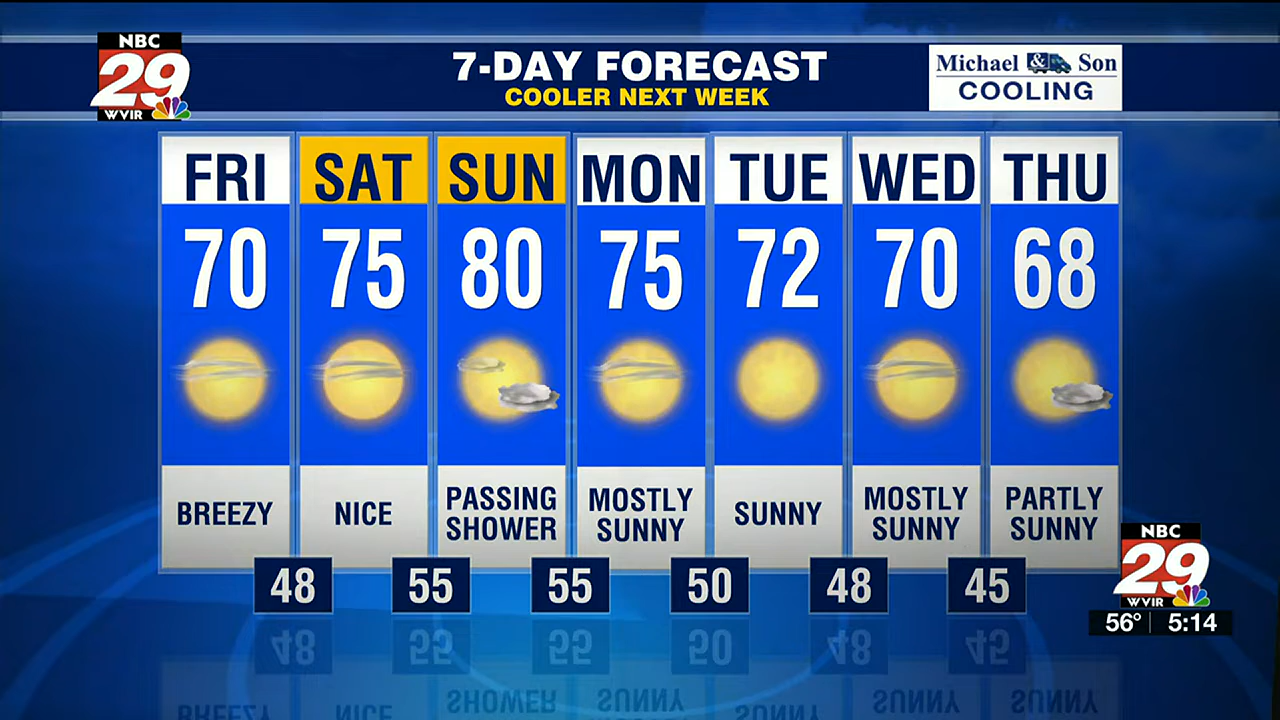 NBC
29
WVIR
7-DAY FORECAST
COOLER NEXT WEEK
Michael & Son
COOLING
FRI
SAT
SUN
MON
TUE
WED
THU
70
75
80
75
72
70
68
BREEZY
NICE
PASSING
SHOWER
MOSTLY
SUNNY
SUNNY
MOSTLY
SUNNY
PARTLY
SUNNY
48
55
55
50
48
45
NBC
29
WVIR
56° 5:14